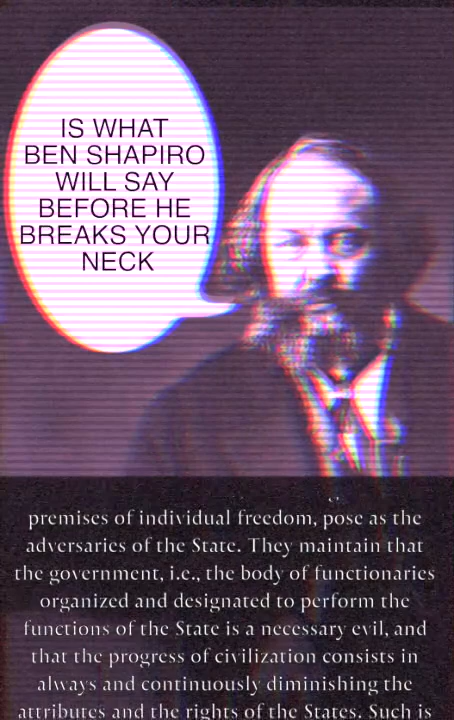 IS WHAT
BEN SHAPIRO
WILL SAY
BEFORE HE
BREAKS YOUR
NECK
premises of individual freedom, pose as the
adversaries of the State. They maintain that
the government, i.e., the body of functionaries
organized and designated to perform the
functions of the State is a necessary evil, and
that the progress of civilization consists in
always and continuously diminishing the
attributes and the rights of the States. Such is